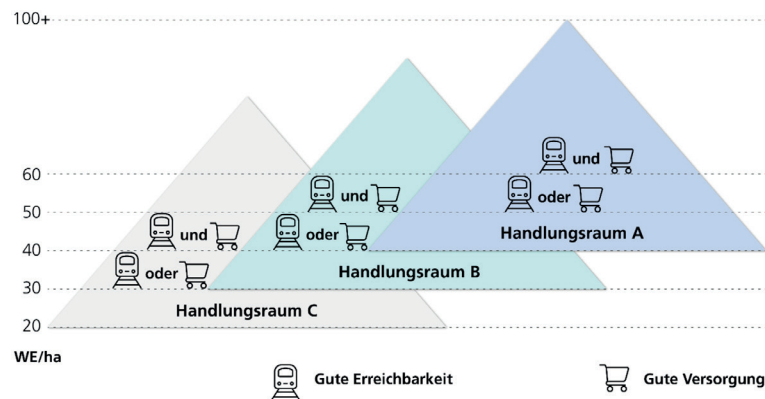 100+
60
und
oder
50
und
und
oder
Handlungsraum A
40
oder
Handlungsraum B
30
Handlungsraum C
20
WE/ha
Gute Erreichbarkeit
Gute Versorgung